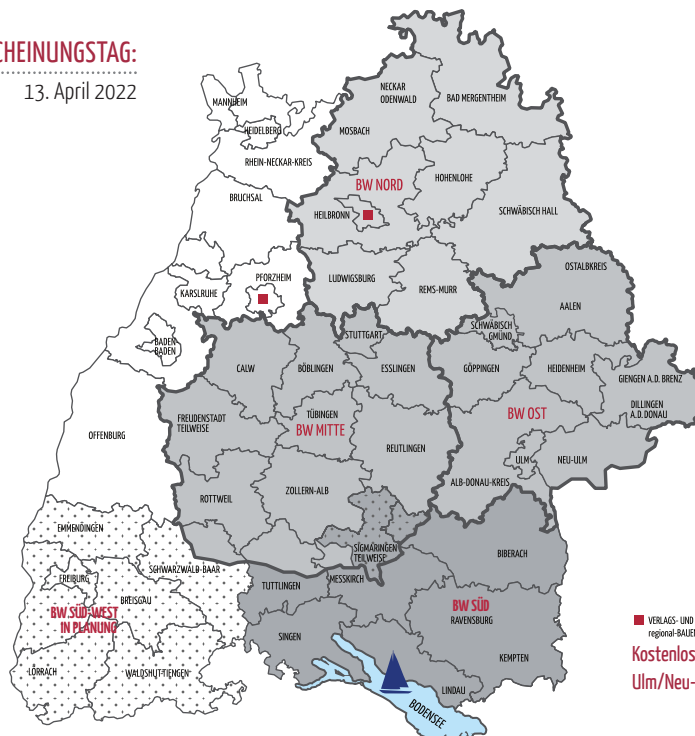 CHEINUNGSTAG:
13. April 2022
MANNHEIM
HEIDELBERG
RHEIN-NECKAR-KREIS
BRUCHSAL
KARLSRUHE
PFORZHEIM
BADEN-
BADEN
OFFENBURG
NECKAR
ODENWALD
BAD MERGENTHEIM
MOSBACH
BW NORD
HOHENLOHE
HEILBRONN
SCHWÄBISCH HALL
LUDWIGSBURG
REMS-MURR
OSTALBKREIS
AALEN
SCHWÄBISCH
GMÜND
GÖPPINGEN
HEIDENHEIM
GIENGEN A.D. BRENZ
DILLINGEN
A.D. DONAU
BW OST
ULM
NEU-ULM
ALB-DONAU-KREIS
STUTTGART
CALW
BÖBLINGEN
ESSLINGEN
FREUDENSTADT
TEILWEISE
TÜBINGEN
BW MITTE
REUTLINGEN
ROTTWEIL
ZOLLERN-ALB
SIGMARINGEN
TEILWEISE
EMMENDINGEN
SCHWARZWALD-BAAR
FREIBURG
BREISGAU
BW SÜD-WEST
IN PLANUNG
LÖRRACH
WALDSHUT-TIENGEN
TUTTLINGEN
MESSKIRCH
BIBERACH
BW SÜD
RAVENSBURG
SINGEN
KEMPTEN
LINDAU
BODENSEE
VERLAGS- UND
regional-BAUEN
Kostenlos
Ulm/Neu-